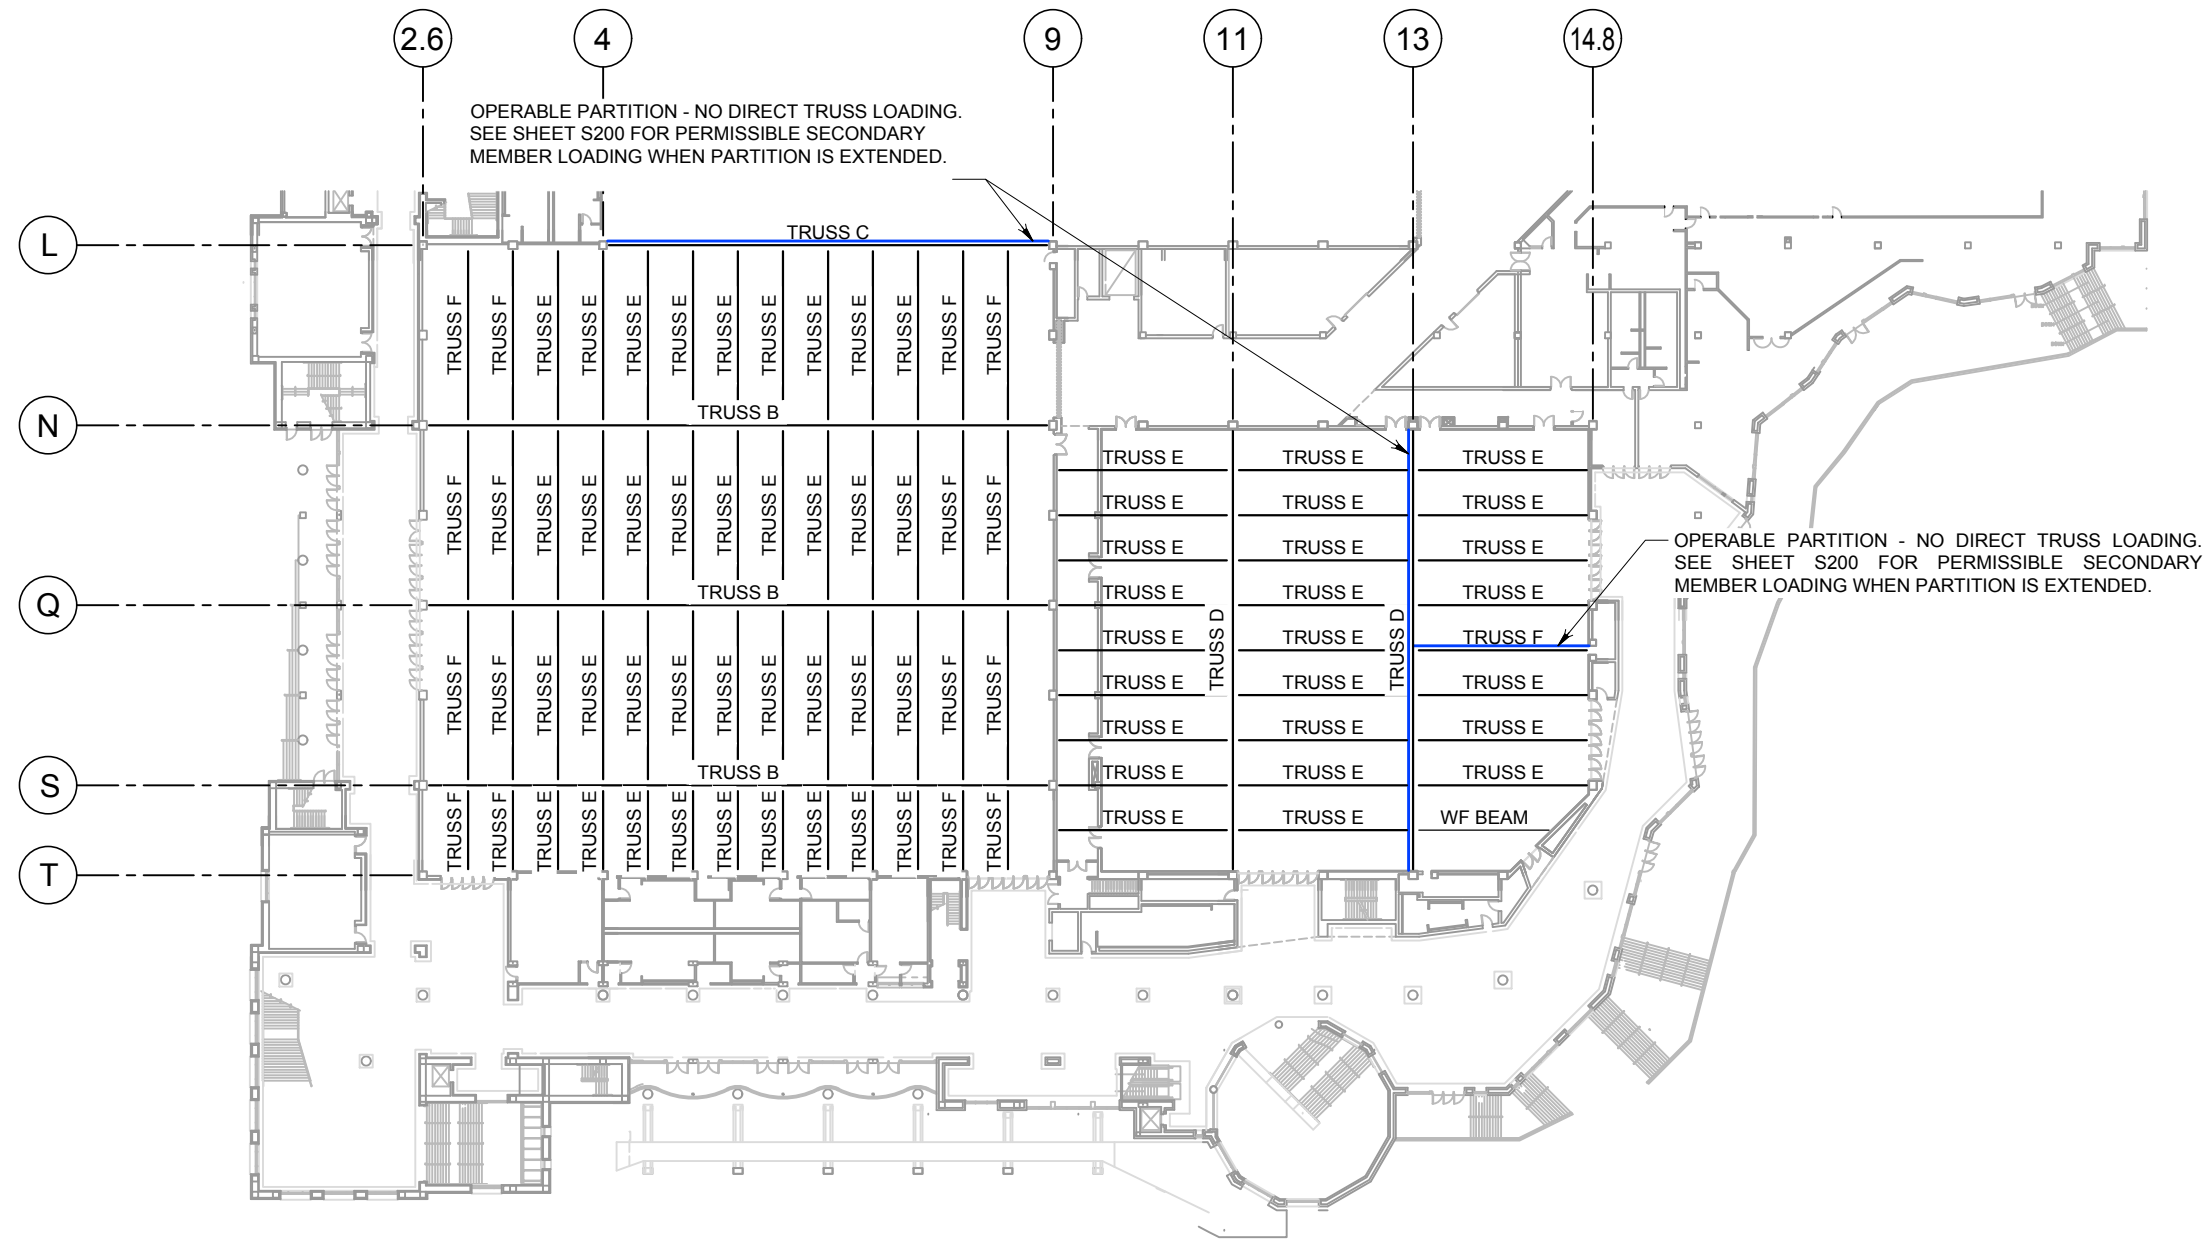 2.6
4
9
11
13
14.8
OPERABLE PARTITION - NO DIRECT TRUSS LOADING.
SEE SHEET S200 FOR PERMISSIBLE SECONDARY
MEMBER LOADING WHEN PARTITION IS EXTENDED.
L
TRUSS C
TRUSS F
TRUSS F
TRUSS E
TRUSS E
TRUSS E
TRUSS E
TRUSS E
TRUSS E
TRUSS E
TRUSS E
TRUSS E
TRUSS F
TRUSS F
N
TRUSS B
TRUSS F
TRUSS F
TRUSS E
TRUSS E
TRUSS E
TRUSS E
TRUSS E
TRUSS E
TRUSS E
TRUSS E
TRUSS E
TRUSS F
TRUSS F
Q
TRUSS B
TRUSS F
TRUSS F
TRUSS E
TRUSS E
TRUSS E
TRUSS E
TRUSS E
TRUSS E
TRUSS E
TRUSS E
TRUSS E
TRUSS F
TRUSS F
S
TRUSS B
TRUSS F
TRUSS F
TRUSS E
TRUSS E
TRUSS E
TRUSS E
TRUSS E
TRUSS E
TRUSS E
TRUSS E
TRUSS E
TRUSS F
TRUSS F
T
TRUSS E
TRUSS E
TRUSS E
TRUSS E
TRUSS E
TRUSS E
TRUSS E
TRUSS E
TRUSS E
TRUSS E
TRUSS E
TRUSS E
TRUSS E
TRUSS E
TRUSS F
TRUSS E
TRUSS E
TRUSS E
TRUSS E
TRUSS E
TRUSS E
TRUSS E
TRUSS E
TRUSS E
TRUSS E
TRUSS E
WF BEAM
TRUSS D
TRUSS D
OPERABLE PARTITION - NO DIRECT TRUSS LOADING.
SEE SHEET S200 FOR PERMISSIBLE SECONDARY
MEMBER LOADING WHEN PARTITION IS EXTENDED.